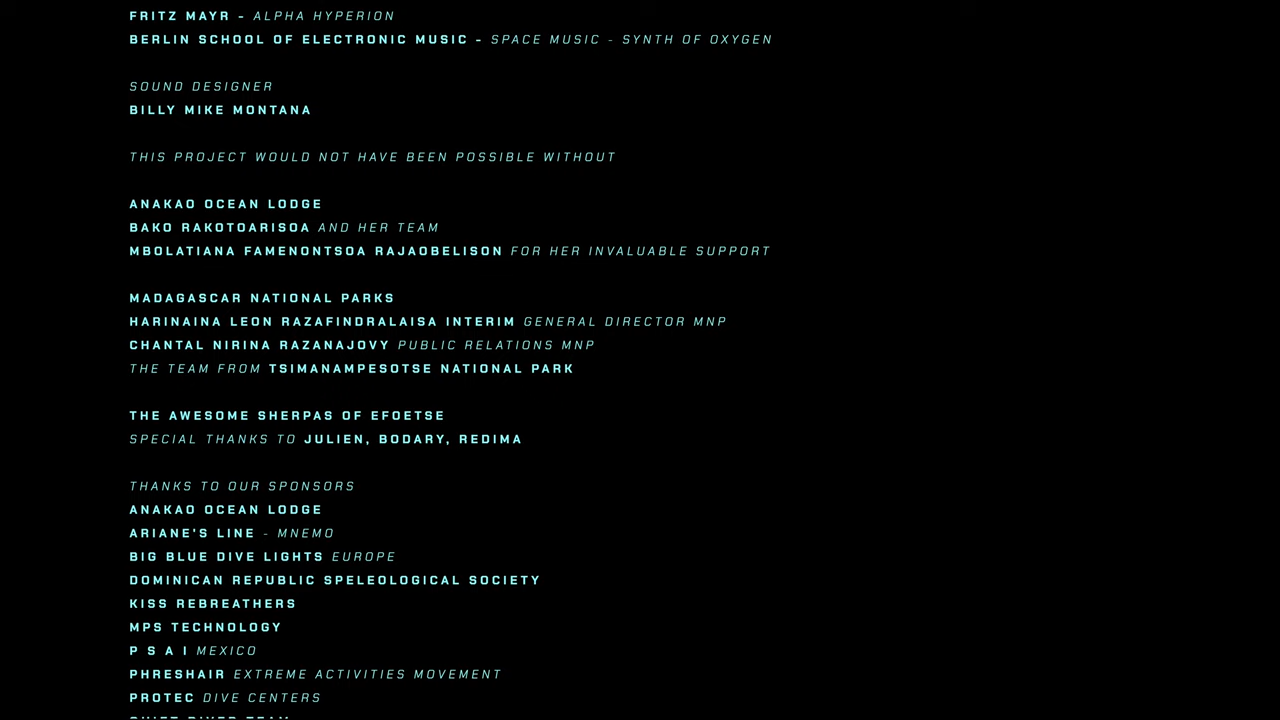 FRITZ MAYR - ALPHA HYPERION
BERLIN SCHOOL OF ELECTRONIC MUSIC - SPACE MUSIC - SYNTH OF OXYGEN
SOUND DESIGNER
BILLY MIKE MONTANA
THIS PROJECT WOULD NOT HAVE BEEN POSSIBLE WITHOUT
ANAKAO OCEAN LODGE
BAKO RAKOTOARISOA AND HER TEAM
MBOLATIANA FAMENONTSOA RAJAOBELISON FOR HER INVALUABLE SUPPORT
MADAGASCAR NATIONAL PARKS
HARINAINA LEON RAZAFINDRALAISA INTERIM GENERAL DIRECTOR MNP
CHANTAL NIRINA RAZANAJOVY PUBLIC RELATIONS MNP
THE TEAM FROM TSIMANAMPESOTSE NATIONAL PARK
THE AWESOME SHERPAS OF EFOETSE
SPECIAL THANKS TO JULIEN, BODARY, REDIMA
THANKS TO OUR SPONSORS
ANAKAO OCEAN LODGE
ARIANE'S LINE - MNEMO
BIG BLUE DIVE LIGHTS EUROPE
DOMINICAN REPUBLIC SPELEOLOGICAL SOCIETY
KISS REBREATHERS
MPS TECHNOLOGY
P S A I MEXICO
PHRESHAIR EXTREME ACTIVITIES MOVEMENT
PROTEC DIVE CENTERS